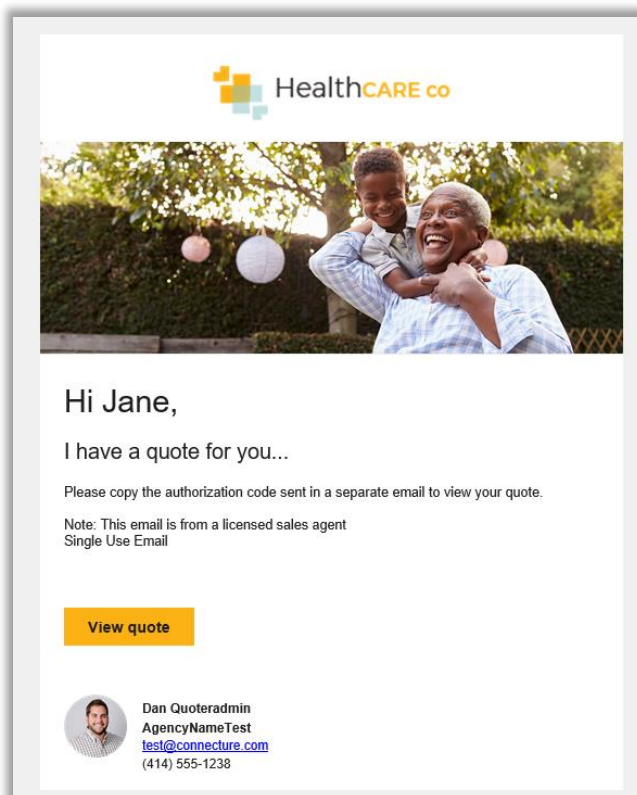 HealthCARE co
Hi Jane,
I have a quote for you...
Please copy the authorization code sent in a separate email to view your quote.
Note: This email is from a licensed sales agent
Single Use Email
View quote
Dan Quoteradmin
AgencyNameTest
test@connecture.com
(414) 555-1238